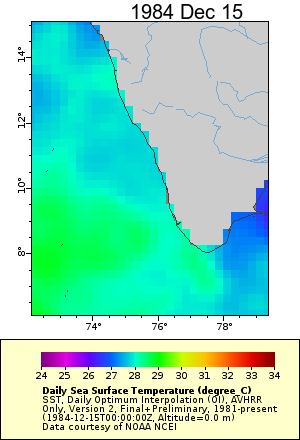 1984 Dec 15
14°
12°
10°
8°
74° 76° 78°
24 25 26 27 28 29 30 31 32 33 34
Daily Sea Surface Temperature (degree_C)
SST, Daily Optimum Interpolation (OI), AVHRR
Only, Version 2, Final+Preliminary, 1981-present
(1984-12-15T00:00:00Z, Altitude=0.0 m)
Data courtesy of NOAA NCEI